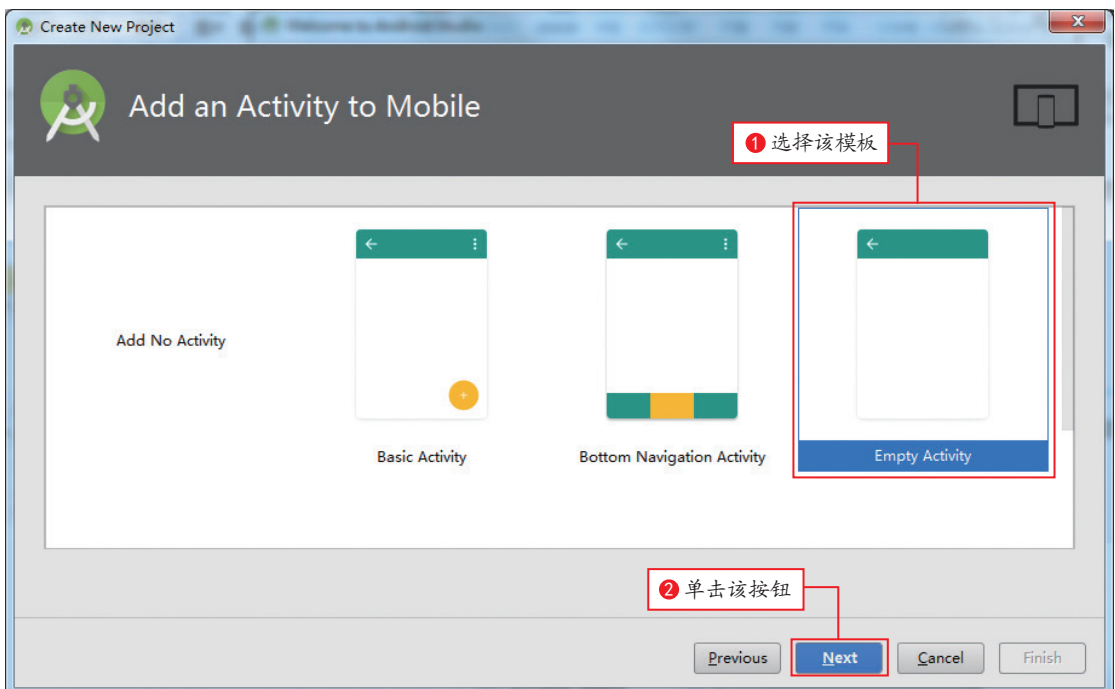 Create New Project
Add an Activity to Mobile
❶ 选择该模板
Add No Activity
Basic Activity
Bottom Navigation Activity
Empty Activity
❷ 单击该按钮
Previous
Next
Cancel
Finish